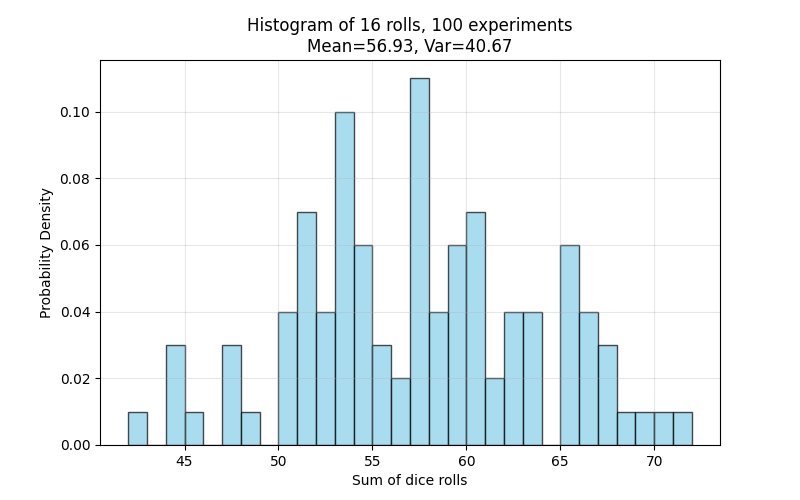 Histogram of 16 rolls, 100 experiments
Mean=56.93, Var=40.67
Probability Density
0.10
0.08
0.06
0.04
0.02
0.00
45 50 55 60 65 70
Sum of dice rolls